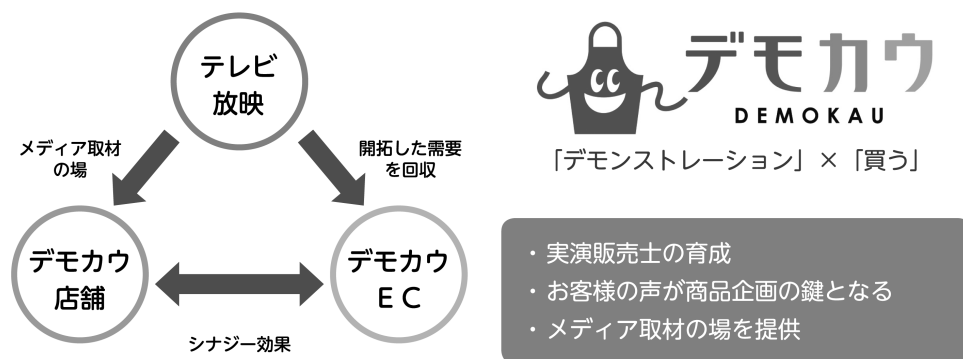 テレビ
放映
メディア取材
の場
開拓した需要
を回収
デモカウ
店舗
デモカウ
ＥＣ
シナジー効果
デモカウ
DEMOKAU
「デモンストレーション」×「買う」
・実演販売士の育成
・お客様の声が商品企画の鍵となる
・メディア取材の場を提供